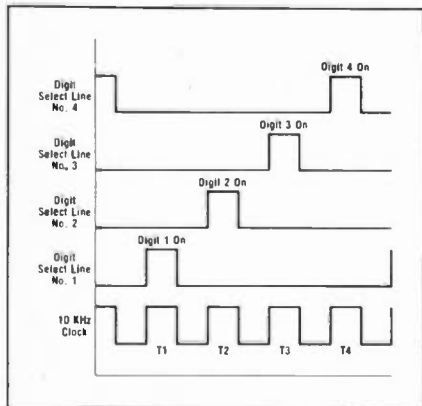 Digit 4 On
Digit
Select Line
No. 4
Digit 3 On
Digit
Select Line
No. 3
Digit 2 On
Digit
Select Line
No. 2
Digit 1 On
Digit
Select Line
No. 1
10 KHz
Clock
T1 T2 T3 T4